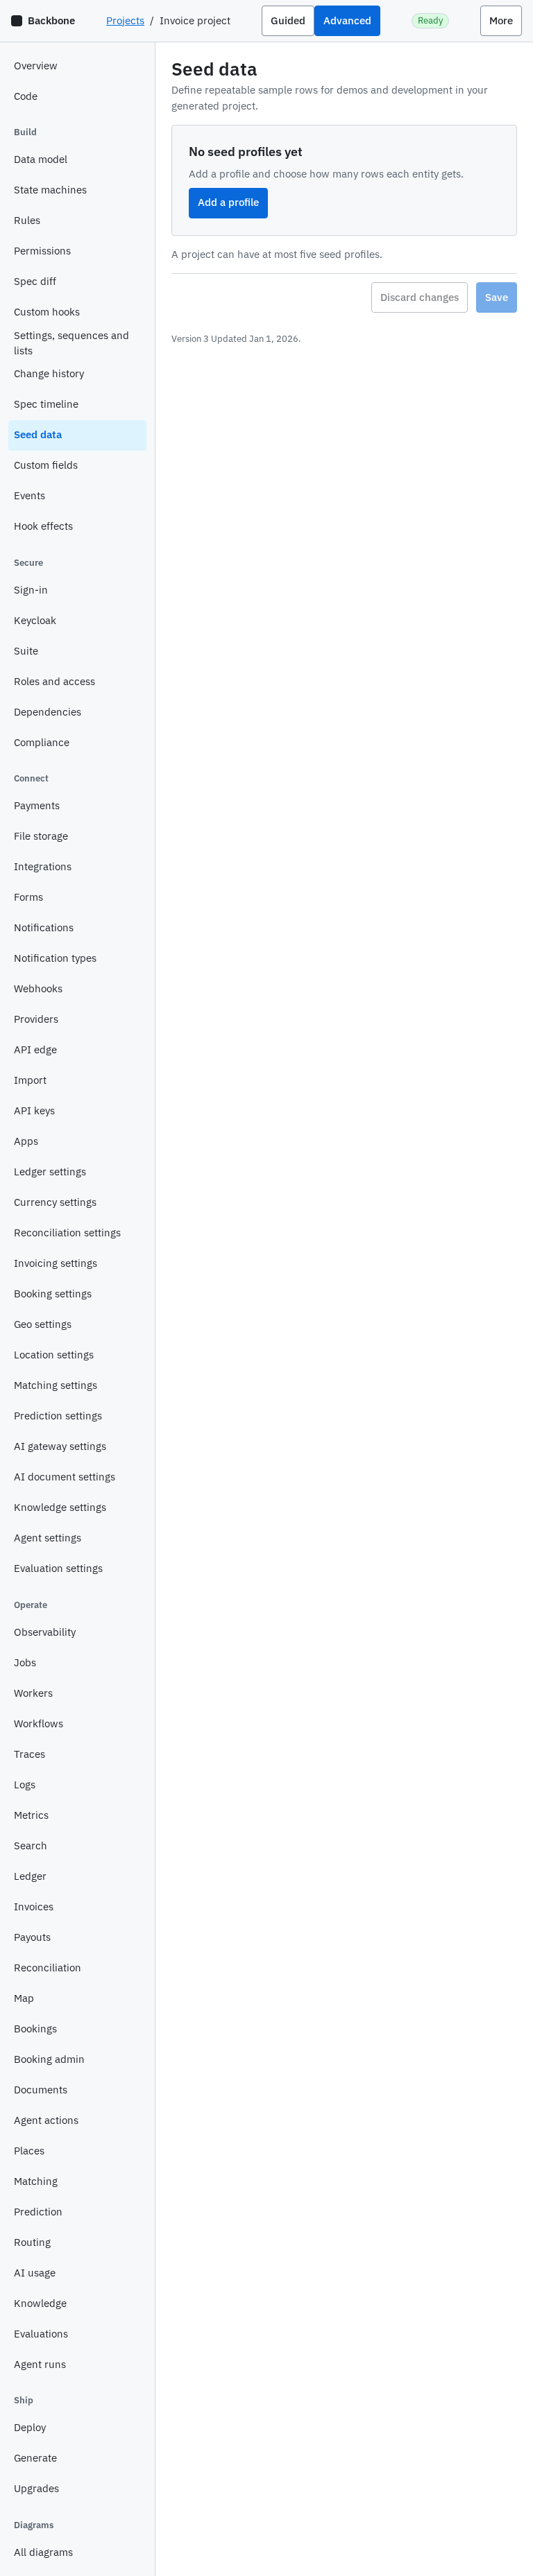 Backbone
Projects / Invoice project
Guided
Advanced
Ready
More
Overview
Code
Build
Data model
State machines
Rules
Permissions
Spec diff
Custom hooks
Settings, sequences and
lists
Change history
Spec timeline
Seed data
Custom fields
Events
Hook effects
Secure
Sign-in
Keycloak
Suite
Roles and access
Dependencies
Compliance
Connect
Payments
File storage
Integrations
Forms
Notifications
Notification types
Webhooks
Providers
API edge
Import
API keys
Apps
Ledger settings
Currency settings
Reconciliation settings
Invoicing settings
Booking settings
Geo settings
Location settings
Matching settings
Prediction settings
AI gateway settings
AI document settings
Knowledge settings
Agent settings
Evaluation settings
Operate
Observability
Jobs
Workers
Workflows
Traces
Logs
Metrics
Search
Ledger
Invoices
Payouts
Reconciliation
Map
Bookings
Booking admin
Documents
Agent actions
Places
Matching
Prediction
Routing
AI usage
Knowledge
Evaluations
Agent runs
Ship
Deploy
Generate
Upgrades
Diagrams
All diagrams
Seed data
Define repeatable sample rows for demos and development in your
generated project.
No seed profiles yet
Add a profile and choose how many rows each entity gets.
Add a profile
A project can have at most five seed profiles.
Discard changes
Save
Version 3 Updated Jan 1, 2026.